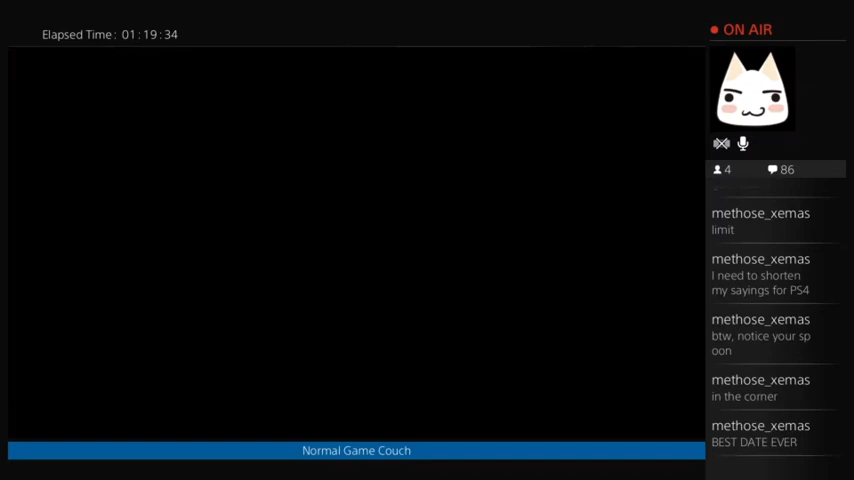 Elapsed Time: 01:19:34
ON AIR
4 86
methose_xemas
limit
methose_xemas
I need to shorten
my sayings for PS4
methose_xemas
btw, notice your sp
oon
methose_xemas
in the corner
methose_xemas
BEST DATE EVER
Normal Game Couch